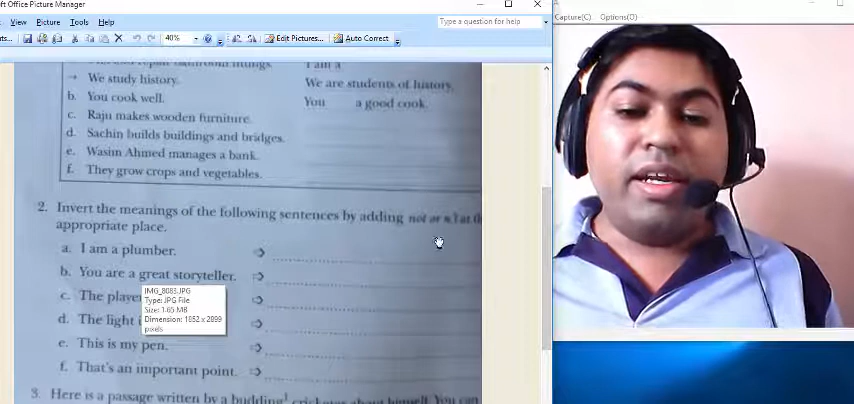 ft Office Picture Manager
View Picture Tools Help
Type a question for help
ts...
40%
Edit Pictures...
Auto Correct
Capture(C) Options(O)
I am a
→ We study history. We are students of history.
b. You cook well. You a good cook.
c. Raju makes wooden furniture.
d. Sachin builds buildings and bridges.
e. Wasim Ahmed manages a bank.
f. They grow crops and vegetables.
2. Invert the meanings of the following sentences by adding not or n't at
appropriate place.
a. I am a plumber.
b. You are a great storyteller.
c. The player
d. The light
e. This is my pen.
f. That's an important point.
IMG_8083.JPG
Type: JPG File
Size: 1.65 MB
Dimension: 1852 x 2899
pixels
3. Here is a passage written by a budding¹ cricketer about himself. You can